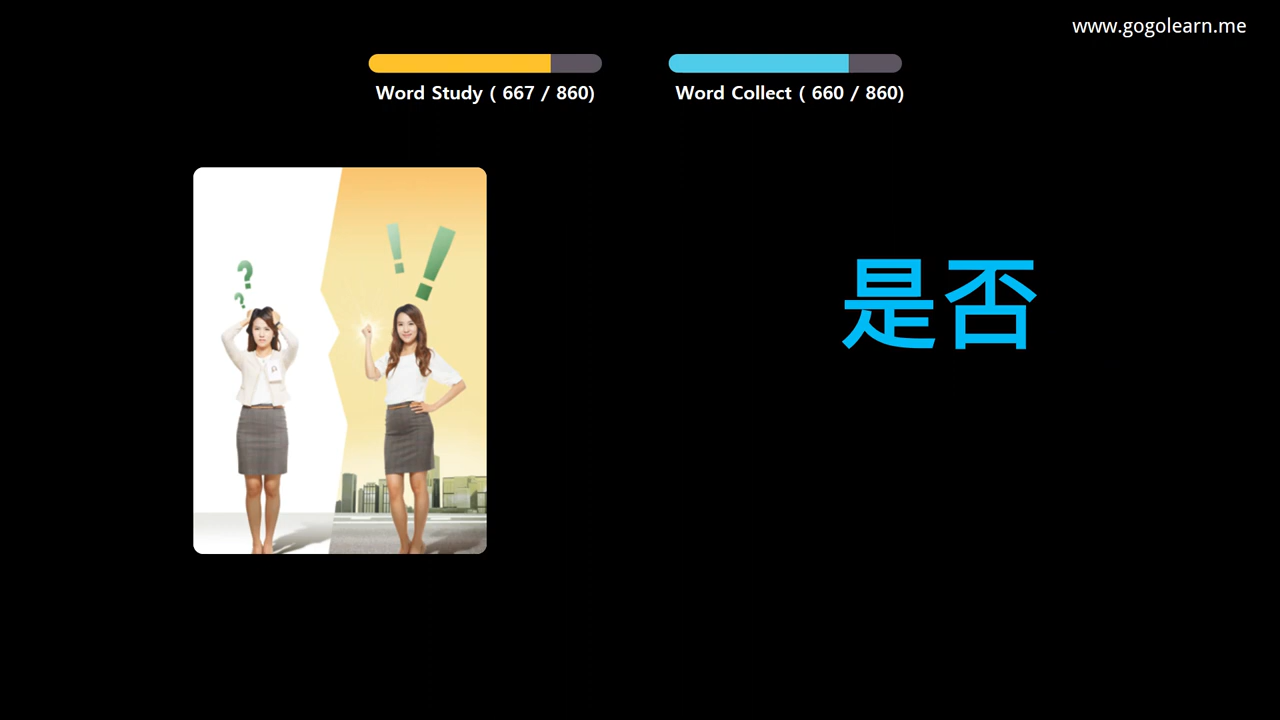 www.gogolearn.me
Word Study ( 667 / 860)
Word Collect ( 660 / 860)
? ?
! !
是否